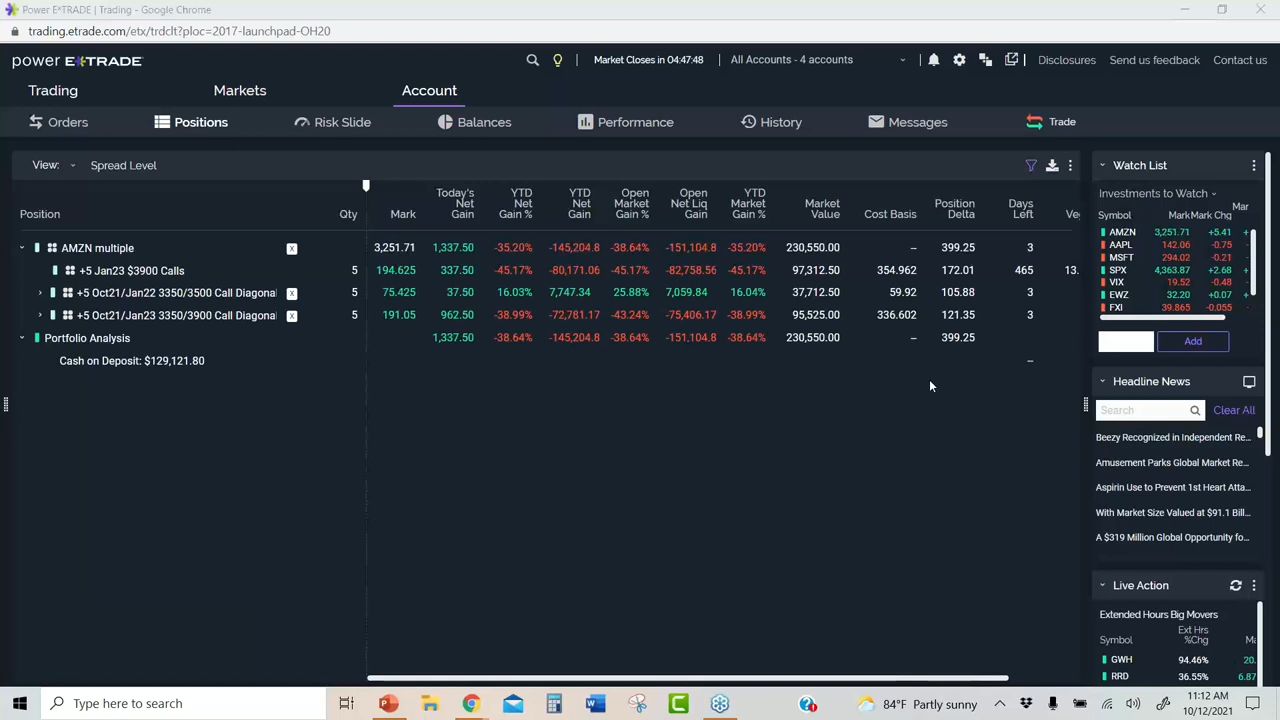 Power E*TRADE | Trading - Google Chrome
trading.etrade.com/etx/trdclt?ploc=2017-launchpad-OH20
power E*TRADE
Market Closes in 04:47:48
All Accounts - 4 accounts
Disclosures
Send us feedback
Contact us
Trading
Markets
Account
Orders
Positions
Risk Slide
Balances
Performance
History
Messages
Trade
View:
Spread Level
Position Qty Mark Today's Net Gain YTD Net Gain % YTD Net Gain Open Market Gain % Open Net Liq Gain YTD Market Gain % Market Value Cost Basis Position Delta Days Left
AMZN multiple X 3,251.71 1,337.50 -35.20% -145,204.8 -38.64% -151,104.8 -35.20% 230,550.00 – 399.25 3
+5 Jan23 $3900 Calls 5 194.625 337.50 -45.17% -80,171.06 -45.17% -82,758.56 -45.17% 97,312.50 354.962 172.01 465 13.
+5 Oct21/Jan22 3350/3500 Call Diagonal X 5 75.425 37.50 16.03% 7,747.34 25.88% 7,059.84 16.04% 37,712.50 59.92 105.88 3
+5 Oct21/Jan23 3350/3900 Call Diagonal X 5 191.05 962.50 -38.99% -72,781.17 -43.24% -75,406.17 -38.99% 95,525.00 336.602 121.35 3
Portfolio Analysis 1,337.50 -38.64% -145,204.8 -38.64% -151,104.8 -38.64% 230,550.00 – 399.25
Cash on Deposit: $129,121.80 –
Watch List
Investments to Watch
Symbol Mark Mark Chg Mar
AMZN 3,251.71 +5.41
AAPL 142.06 -0.75
MSFT 294.02 -0.21
SPX 4,363.87 +2.68
VIX 19.52 -0.48
EWZ 32.20 +0.07
FXI 39.865 -0.055
Add
Headline News
Search
Clear All
Beezy Recognized in Independent Re...
Amusement Parks Global Market Re...
Aspirin Use to Prevent 1st Heart Atta...
With Market Size Valued at $91.1 Bill...
A $319 Million Global Opportunity fo...
Live Action
Extended Hours Big Movers
Symbol Ext Hrs %Chg
GWH 94.46% 20.
RRD 36.55% 6.87
Type here to search
84°F Partly sunny
11:12 AM
10/12/2021